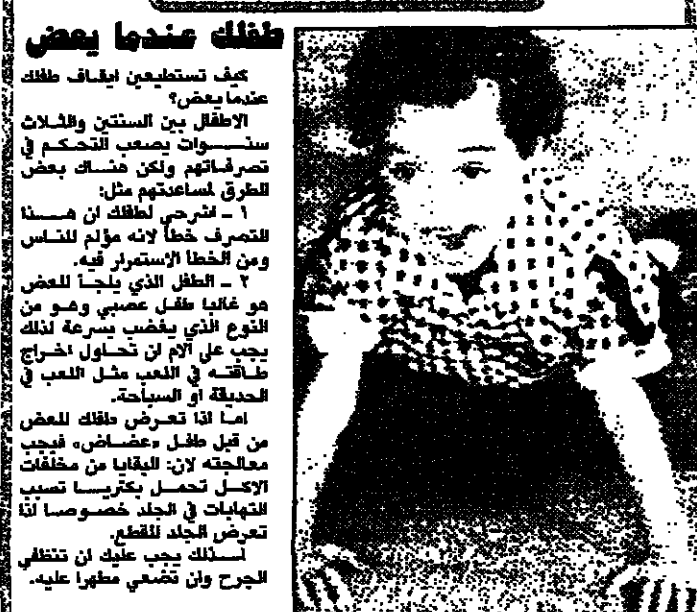 طفلك عندما يعض
كيف تستطيعين ايقاف طفلك
عندما يعض؟
الاطفال بين السنتين والثلاث
سنوات يصعب التحكم في
تصرفاتهم ولكن هناك بعض
الطرق لمساعدتهم مثل:
١ ـ اشرحي لطفلك ان هذا
التصرف خطأ لانه مؤلم للناس
ومن الخطأ الاستمرار فيه.
٢ ـ الطفل الذي يلجأ للعض
هو غالبا طفل عصبي وهو من
النوع الذي يغضب بسرعة لذلك
يجب على الام ان تحاول اخراج
طاقته في اللعب مثل اللعب في
الحديقة او السباحة.
اما اذا تعرض طفلك للعض
من قبل طفل «عضاض» فيجب
معالجته لان: البقايا من مخلفات
الاكل تحمل بكتريا تسبب
التهابات في الجلد خصوصا اذا
تعرض الجلد للقطع.
لذلك يجب عليك ان تنظفي
الجرح وان تضعي مطهرا عليه.